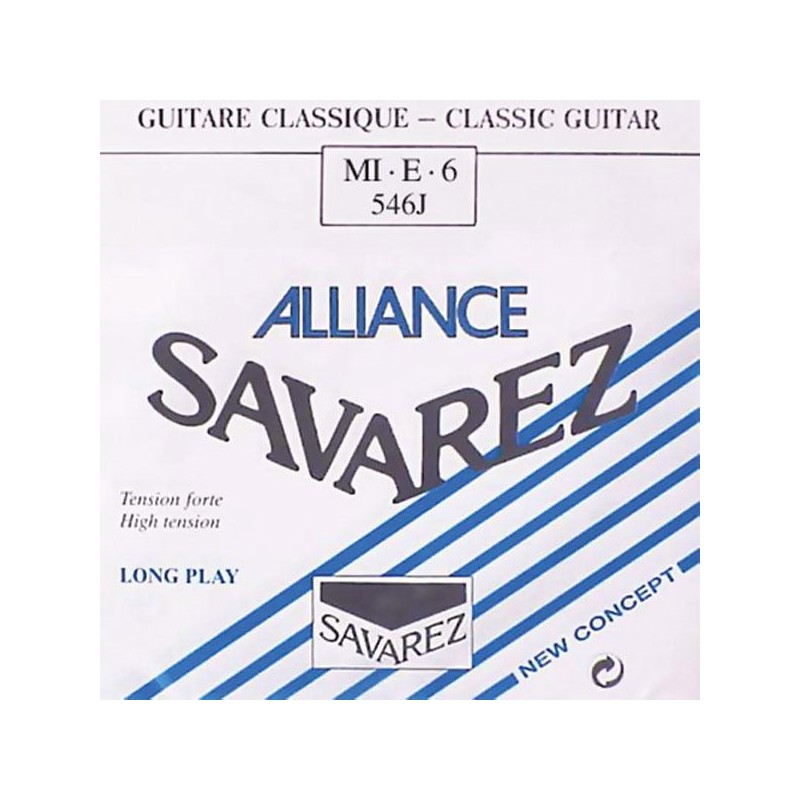 GUITARE CLASSIQUE – CLASSIC GUITAR
MI · E · 6
546J
ALLIANCE
SAVAREZ
Tension forte
High tension
LONG PLAY
SAVAREZ
NEW CONCEPT